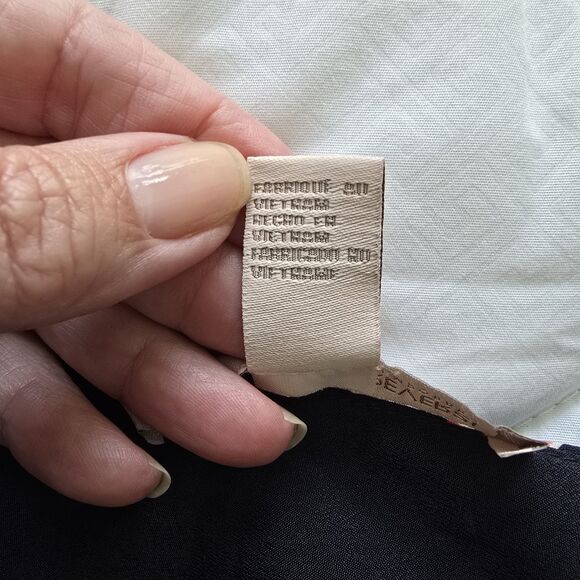 FABRIQUÉ AU
VIETNAM
HECHO EN
VIETNAM
FABRICADO NO
VIETNAME